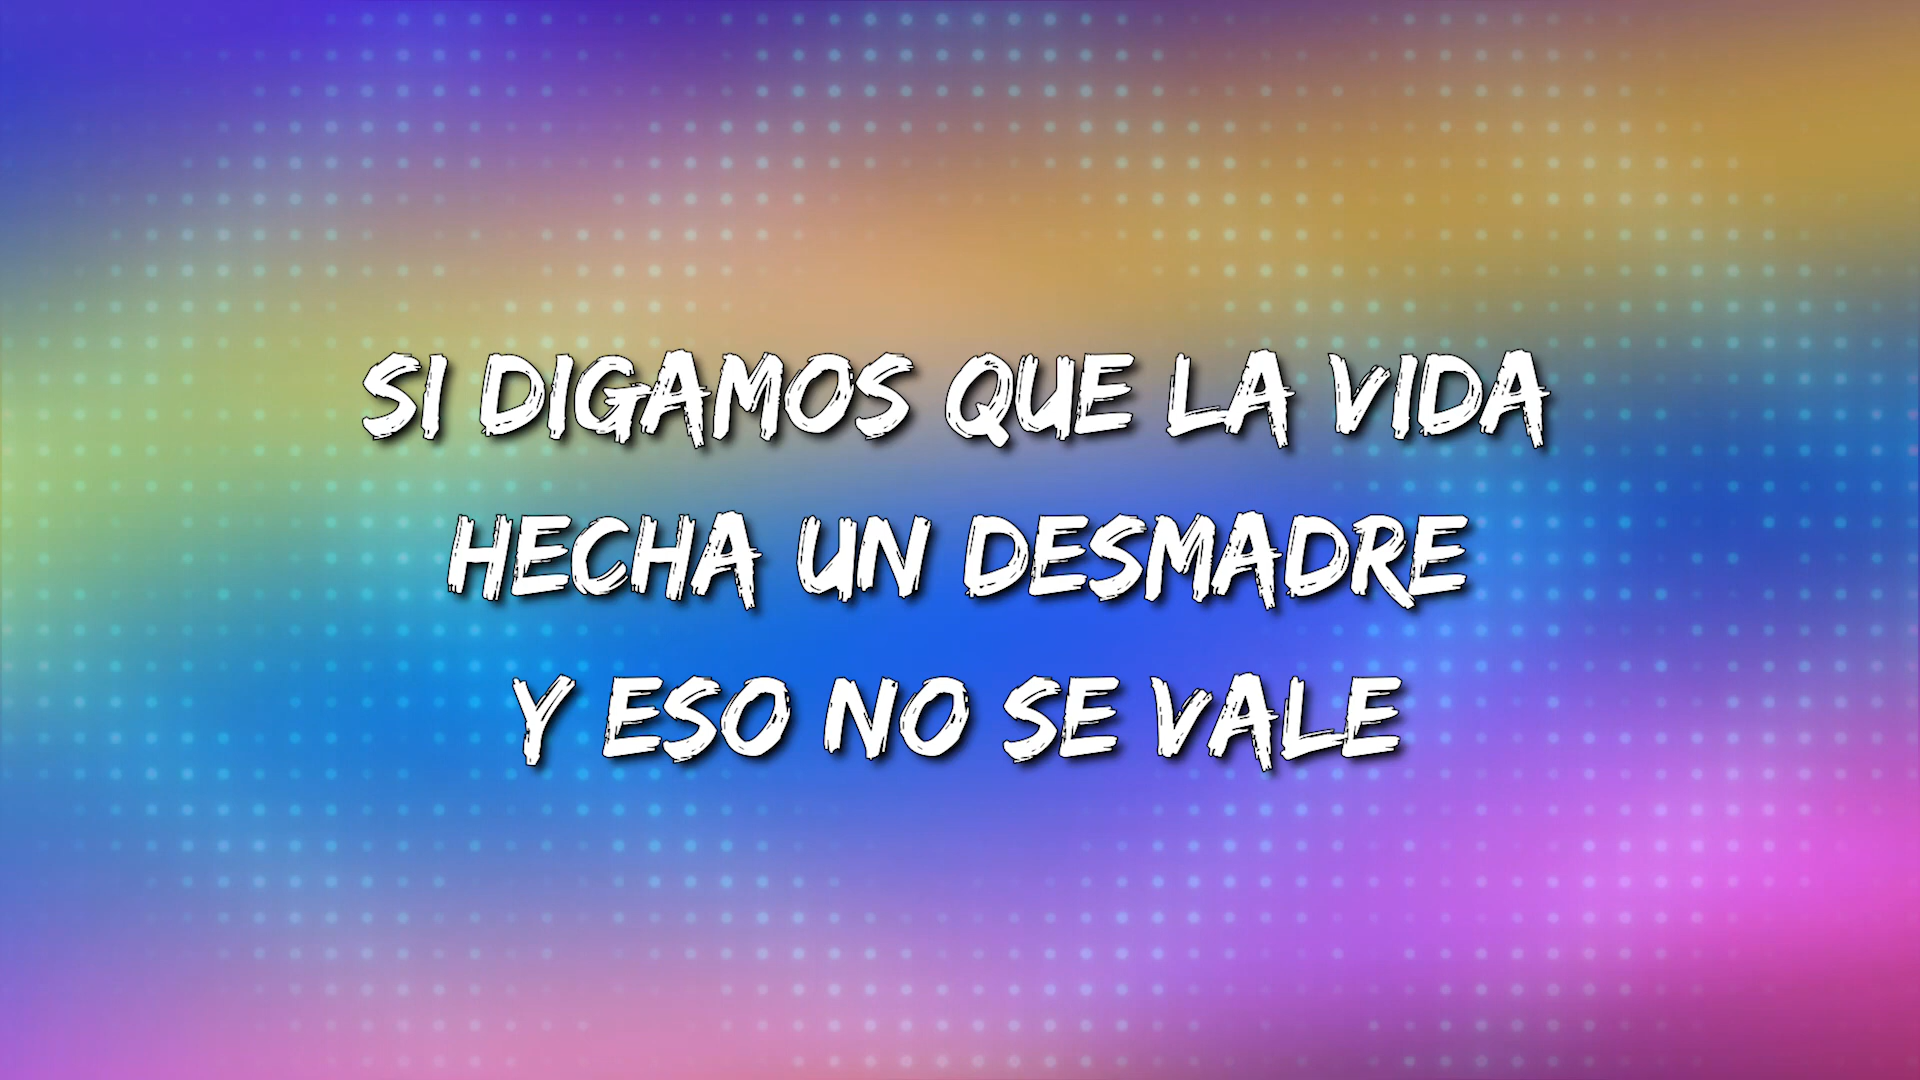 SI DIGAMOS QUE LA VIDA
HECHA UN DESMADRE
Y ESO NO SE VALE